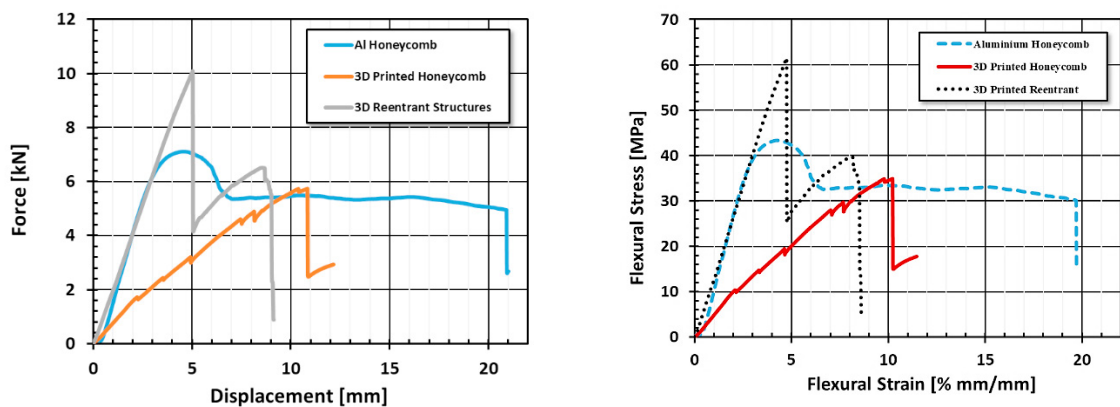 12
10
8
6
4
2
0
Force [kN]
Al Honeycomb
3D Printed Honeycomb
3D Reentrant Structures
0 5 10 15 20
Displacement [mm]
70
60
50
40
30
20
10
0
Flexural Stress [MPa]
Aluminium Honeycomb
3D Printed Honeycomb
3D Printed Reentrant
0 5 10 15 20
Flexural Strain [% mm/mm]